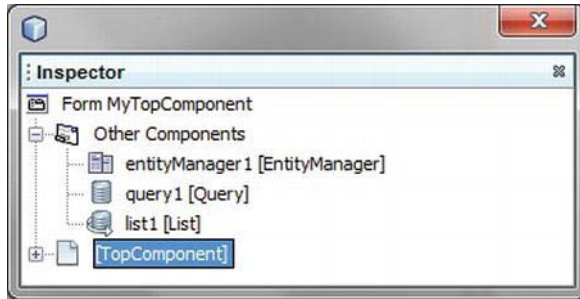 Inspector
Form MyTopComponent
Other Components
entityManager1 [EntityManager]
query1 [Query]
list1 [List]
[TopComponent]